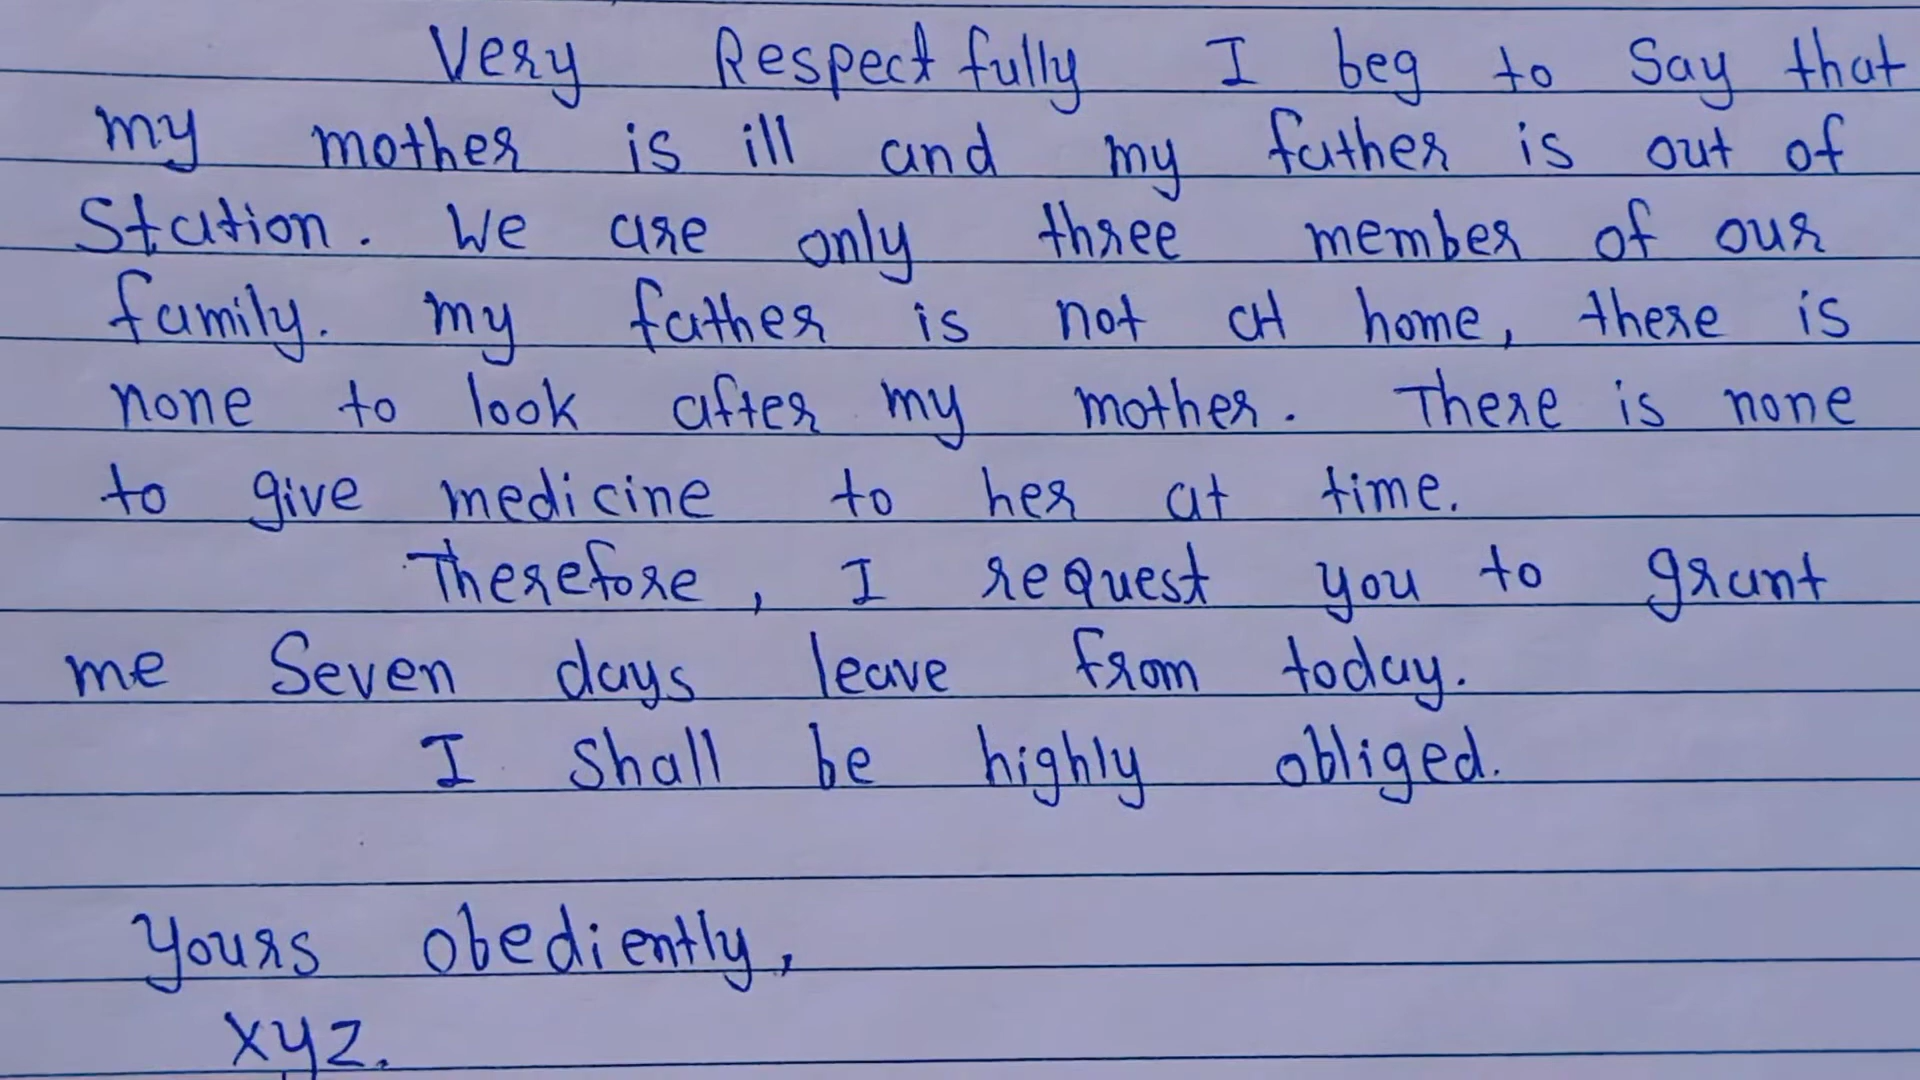 Very Respectfully I beg to Say that
my mother is ill and my father is out of
Station. We are only three member of our
family. my father is not at home, there is
none to look after my mother. There is none
to give medicine to her at time.
Therefore, I request you to grant
me Seven days leave from today.
I shall be highly obliged.
Yours obediently,
xyz.